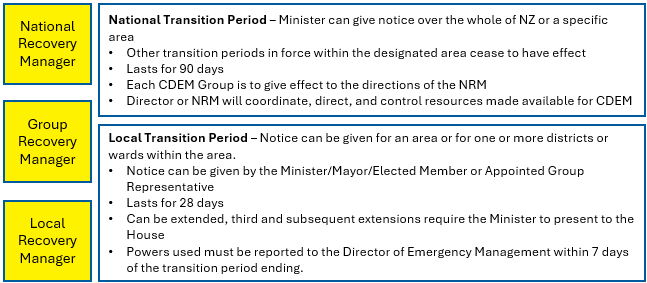 National
Recovery
Manager
National Transition Period – Minister can give notice over the whole of NZ or a specific
area
• Other transition periods in force within the designated area cease to have effect
• Lasts for 90 days
• Each CDEM Group is to give effect to the directions of the NRM
• Director or NRM will coordinate, direct, and control resources made available for CDEM
Group
Recovery
Manager
Local
Recovery
Manager
Local Transition Period – Notice can be given for an area or for one or more districts or
wards within the area.
• Notice can be given by the Minister/Mayor/Elected Member or Appointed Group
Representative
• Lasts for 28 days
• Can be extended, third and subsequent extensions require the Minister to present to the
House
• Powers used must be reported to the Director of Emergency Management within 7 days
of the transition period ending.